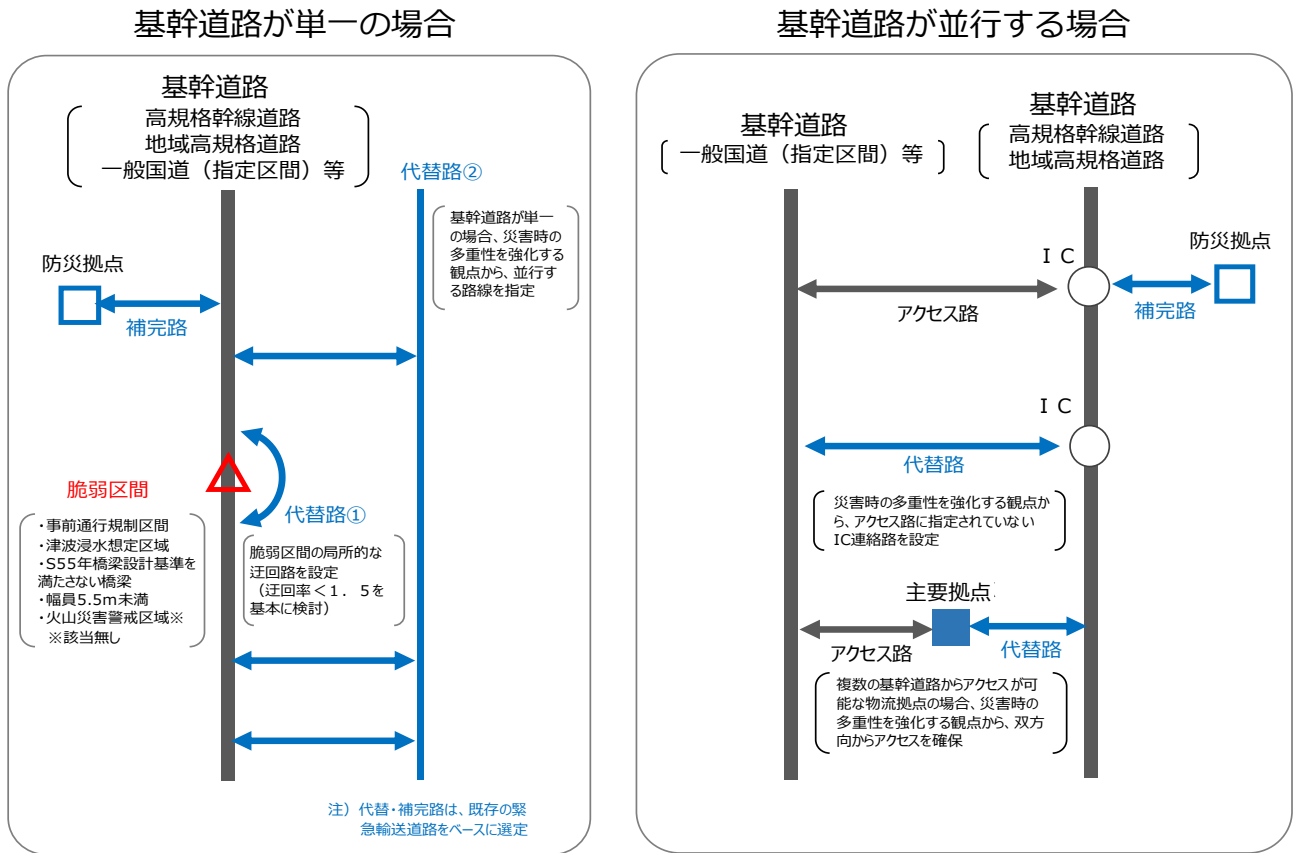 基幹道路が単一の場合
基幹道路
高規格幹線道路
地域高規格道路
一般国道（指定区間）等
代替路②
基幹道路が単一
の場合、災害時の
多重性を強化する
観点から、並行す
る路線を指定
防災拠点
補完路
脆弱区間
・事前通行規制区間
・津波浸水想定区域
・S55年橋梁設計基準を
満たさない橋梁
・幅員5.5m未満
・火山災害警戒区域※
※該当無し
代替路①
脆弱区間の局所的な
迂回路を設定
（迂回率＜1．5を
基本に検討）
注）代替・補完路は、既存の緊
急輸送道路をベースに選定
基幹道路が並行する場合
基幹道路
一般国道（指定区間）等
基幹道路
高規格幹線道路
地域高規格道路
ＩＣ
防災拠点
アクセス路
補完路
ＩＣ
代替路
災害時の多重性を強化する観点か
ら、アクセス路に指定されていない
IC連絡路を設定
主要拠点
アクセス路
代替路
複数の基幹道路からアクセスが可
能な物流拠点の場合、災害時の
多重性を強化する観点から、双方
向からアクセスを確保